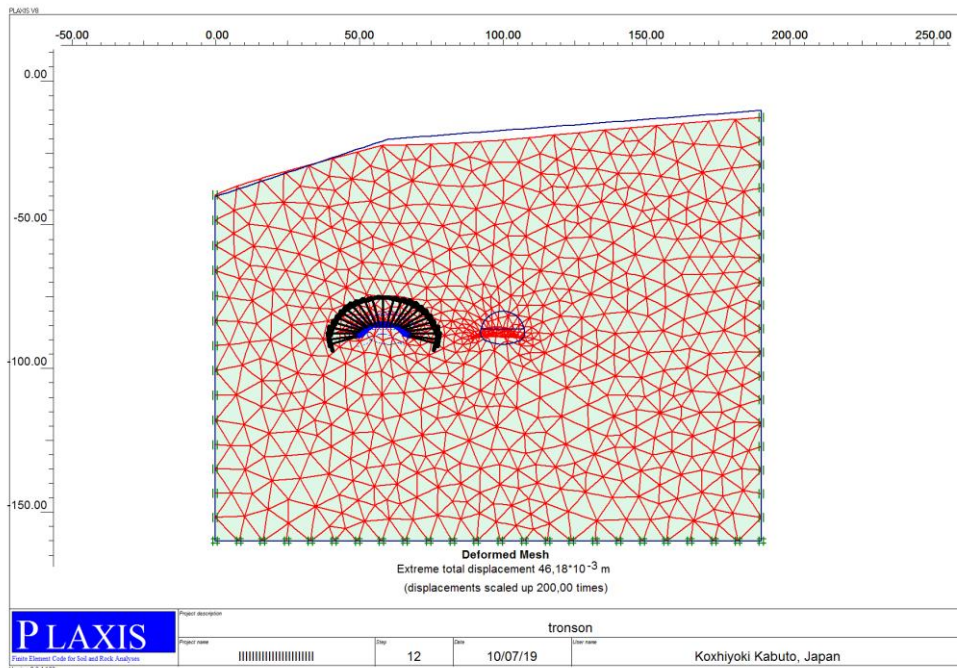 PLAXIS V8
-50.00 0.00 50.00 100.00 150.00 200.00 250.00
0.00
-50.00
-100.00
-150.00
Deformed Mesh
Extreme total displacement 46,18*10-3 m
(displacements scaled up 200,00 times)
PLAXIS
Finite Element Code for Soil and Rock Analyses
Project description
tronson
Project name
Step
Date
User name
12
10/07/19
Koxhiyoki Kabuto, Japan